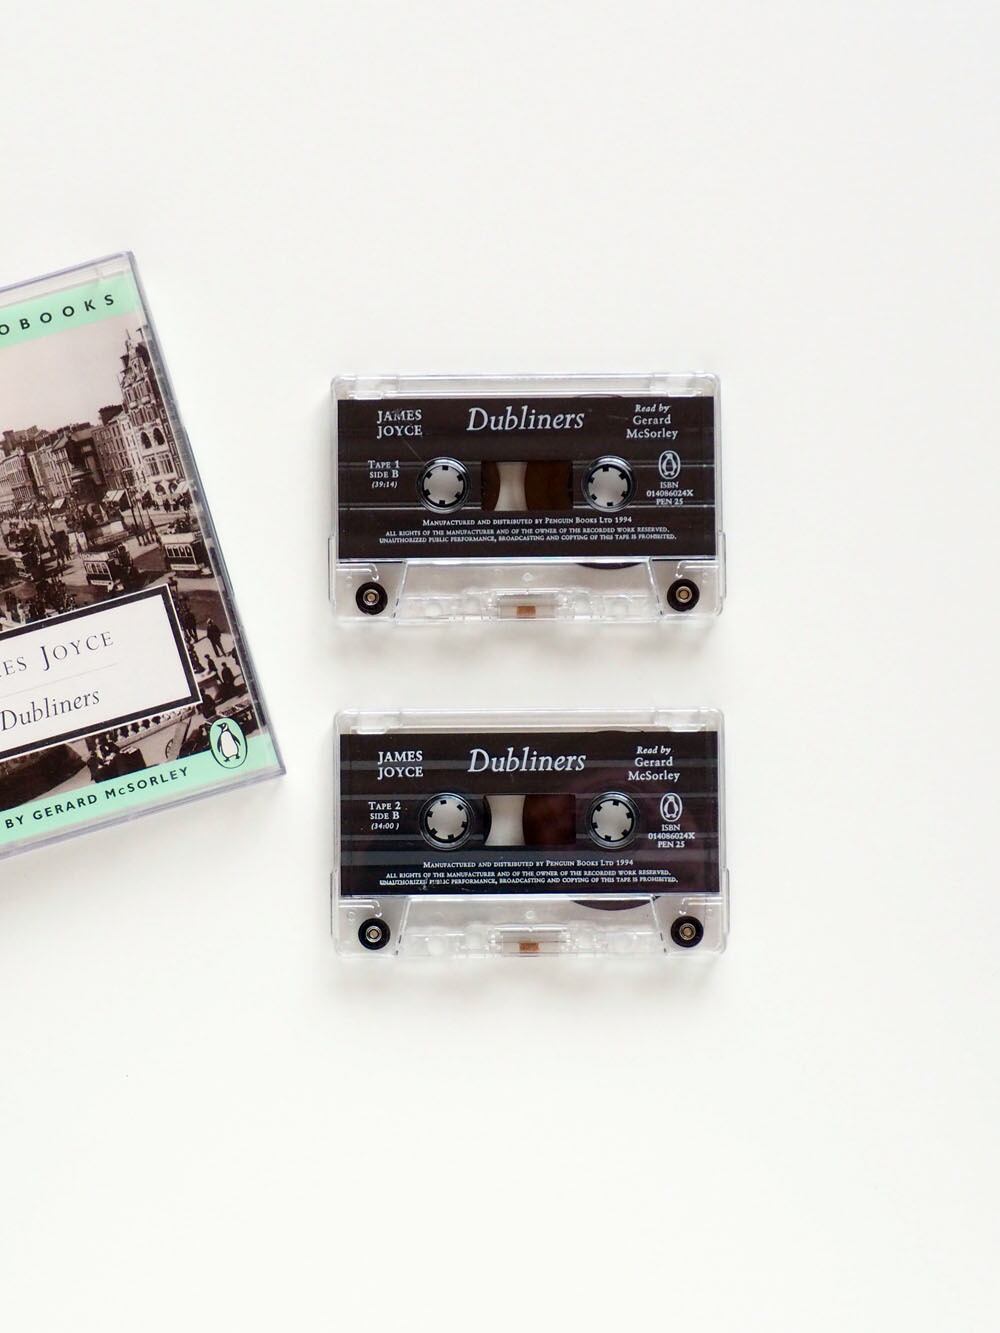 OBOOKS
ES JOYCE
Dubliners
BY GERARD McSORLEY
JAMES
JOYCE
Dubliners
Read by
Gerard
McSorley
TAPE 1
SIDE B
(39:14)
ISBN
014086024X
PEN 25
MANUFACTURED AND DISTRIBUTED BY PENGUIN BOOKS LTD 1994
ALL RIGHTS OF THE MANUFACTURER AND OF THE OWNER OF THE RECORDED WORK RESERVED.
UNAUTHORIZED PUBLIC PERFORMANCE, BROADCASTING AND COPYING OF THIS TAPE IS PROHIBITED.
JAMES
JOYCE
Dubliners
Read by
Gerard
McSorley
TAPE 2
SIDE B
(34:00)
ISBN
014086024X
PEN 25
MANUFACTURED AND DISTRIBUTED BY PENGUIN BOOKS LTD 1994
ALL RIGHTS OF THE MANUFACTURER AND OF THE OWNER OF THE RECORDED WORK RESERVED.
UNAUTHORIZED PUBLIC PERFORMANCE, BROADCASTING AND COPYING OF THIS TAPE IS PROHIBITED.